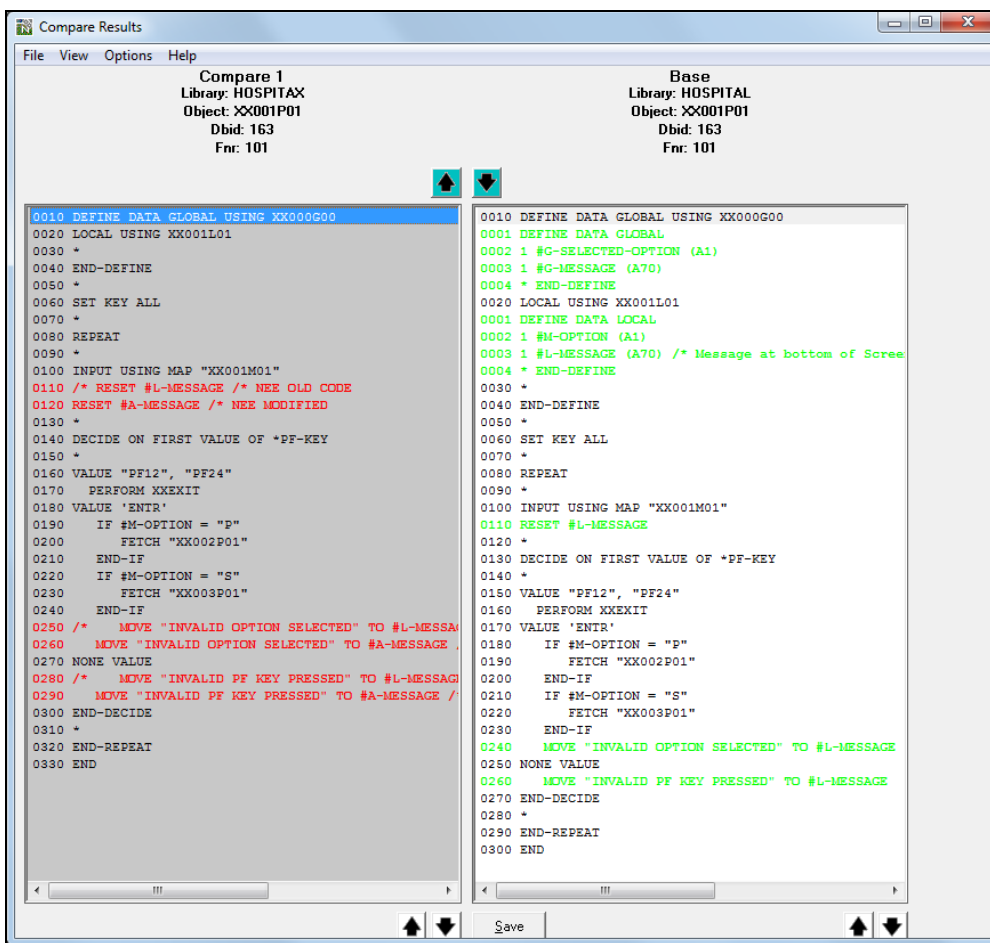 Compare Results
File View Options Help
Compare 1
Library: HOSPITAX
Object: XX001P01
Dbid: 163
Fnr: 101
Base
Library: HOSPITAL
Object: XX001P01
Dbid: 163
Fnr: 101
0010 DEFINE DATA GLOBAL USING XX000G00
0020 LOCAL USING XX001L01
0030 *
0040 END-DEFINE
0050 *
0060 SET KEY ALL
0070 *
0080 REPEAT
0090 *
0100 INPUT USING MAP "XX001M01"
0110 /* RESET #L-MESSAGE /* NEE OLD CODE
0120 RESET #A-MESSAGE /* NEE MODIFIED
0130 *
0140 DECIDE ON FIRST VALUE OF *PF-KEY
0150 *
0160 VALUE "PF12", "PF24"
0170 PERFORM XXEXIT
0180 VALUE 'ENTR'
0190 IF #M-OPTION = "P"
0200 FETCH "XX002P01"
0210 END-IF
0220 IF #M-OPTION = "S"
0230 FETCH "XX003P01"
0240 END-IF
0250 /* MOVE "INVALID OPTION SELECTED" TO #L-MESSA
0260 MOVE "INVALID OPTION SELECTED" TO #A-MESSAGE /
0270 NONE VALUE
0280 /* MOVE "INVALID PF KEY PRESSED" TO #L-MESSAG
0290 MOVE "INVALID PF KEY PRESSED" TO #A-MESSAGE /
0300 END-DECIDE
0310 *
0320 END-REPEAT
0330 END
0010 DEFINE DATA GLOBAL USING XX000G00
0001 DEFINE DATA GLOBAL
0002 1 #G-SELECTED-OPTION (A1)
0003 1 #G-MESSAGE (A70)
0004 * END-DEFINE
0020 LOCAL USING XX001L01
0001 DEFINE DATA LOCAL
0002 1 #M-OPTION (A1)
0003 1 #L-MESSAGE (A70) /* Message at bottom of Scree
0004 * END-DEFINE
0030 *
0040 END-DEFINE
0050 *
0060 SET KEY ALL
0070 *
0080 REPEAT
0090 *
0100 INPUT USING MAP "XX001M01"
0110 RESET #L-MESSAGE
0120 *
0130 DECIDE ON FIRST VALUE OF *PF-KEY
0140 *
0150 VALUE "PF12", "PF24"
0160 PERFORM XXEXIT
0170 VALUE 'ENTR'
0180 IF #M-OPTION = "P"
0190 FETCH "XX002P01"
0200 END-IF
0210 IF #M-OPTION = "S"
0220 FETCH "XX003P01"
0230 END-IF
0240 MOVE "INVALID OPTION SELECTED" TO #L-MESSAGE
0250 NONE VALUE
0260 MOVE "INVALID PF KEY PRESSED" TO #L-MESSAGE
0270 END-DECIDE
0280 *
0290 END-REPEAT
0300 END
Save